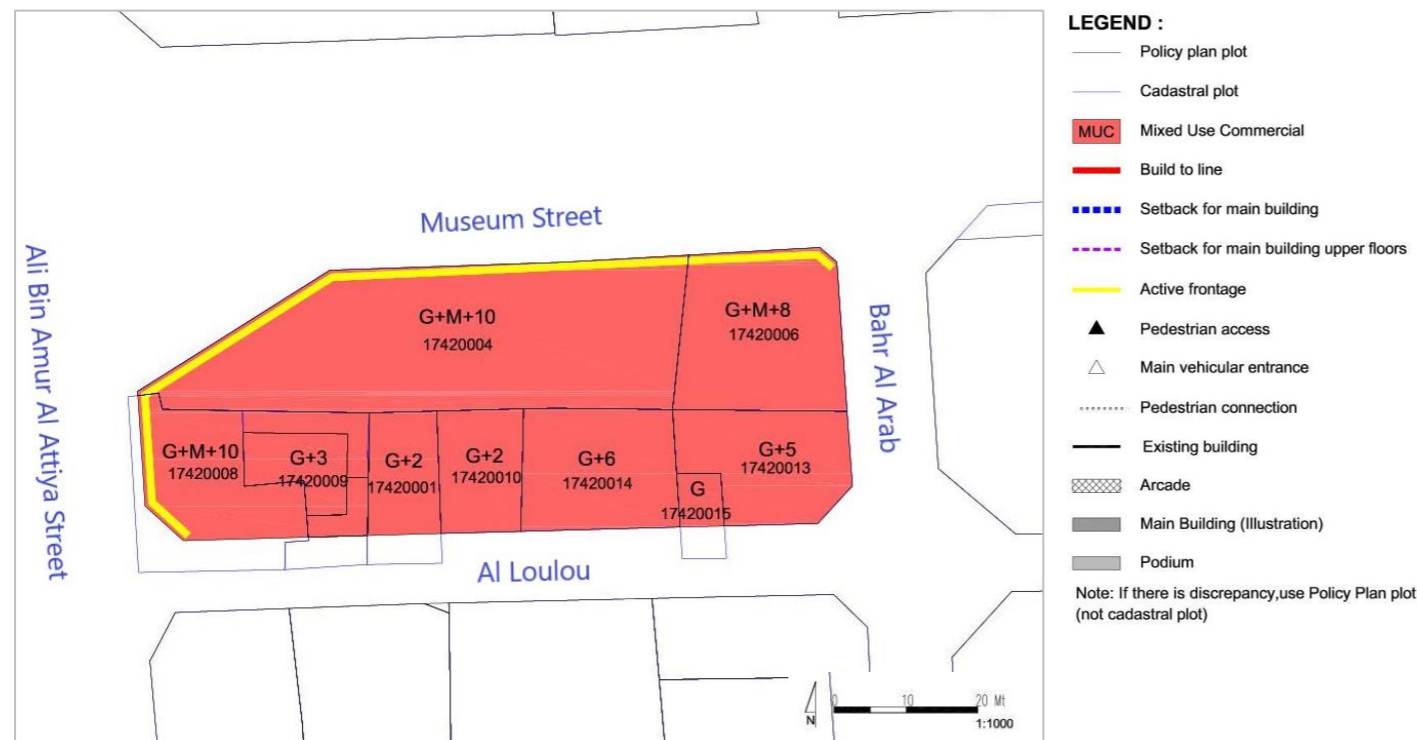 Museum Street
Ali Bin Amur Al Attiya Street
Bahr Al Arab
Al Loulou
G+M+10
17420004
G+M+8
17420006
G+M+10
17420008
G+3
17420009
G+2
17420001
G+2
17420010
G+6
17420014
G+5
17420013
G
17420015
N
0 10 20 Mt
1:1000
LEGEND :
Policy plan plot
Cadastral plot
MUC Mixed Use Commercial
Build to line
Setback for main building
Setback for main building upper floors
Active frontage
Pedestrian access
Main vehicular entrance
Pedestrian connection
Existing building
Arcade
Main Building (Illustration)
Podium
Note: If there is discrepancy,use Policy Plan plot
(not cadastral plot)